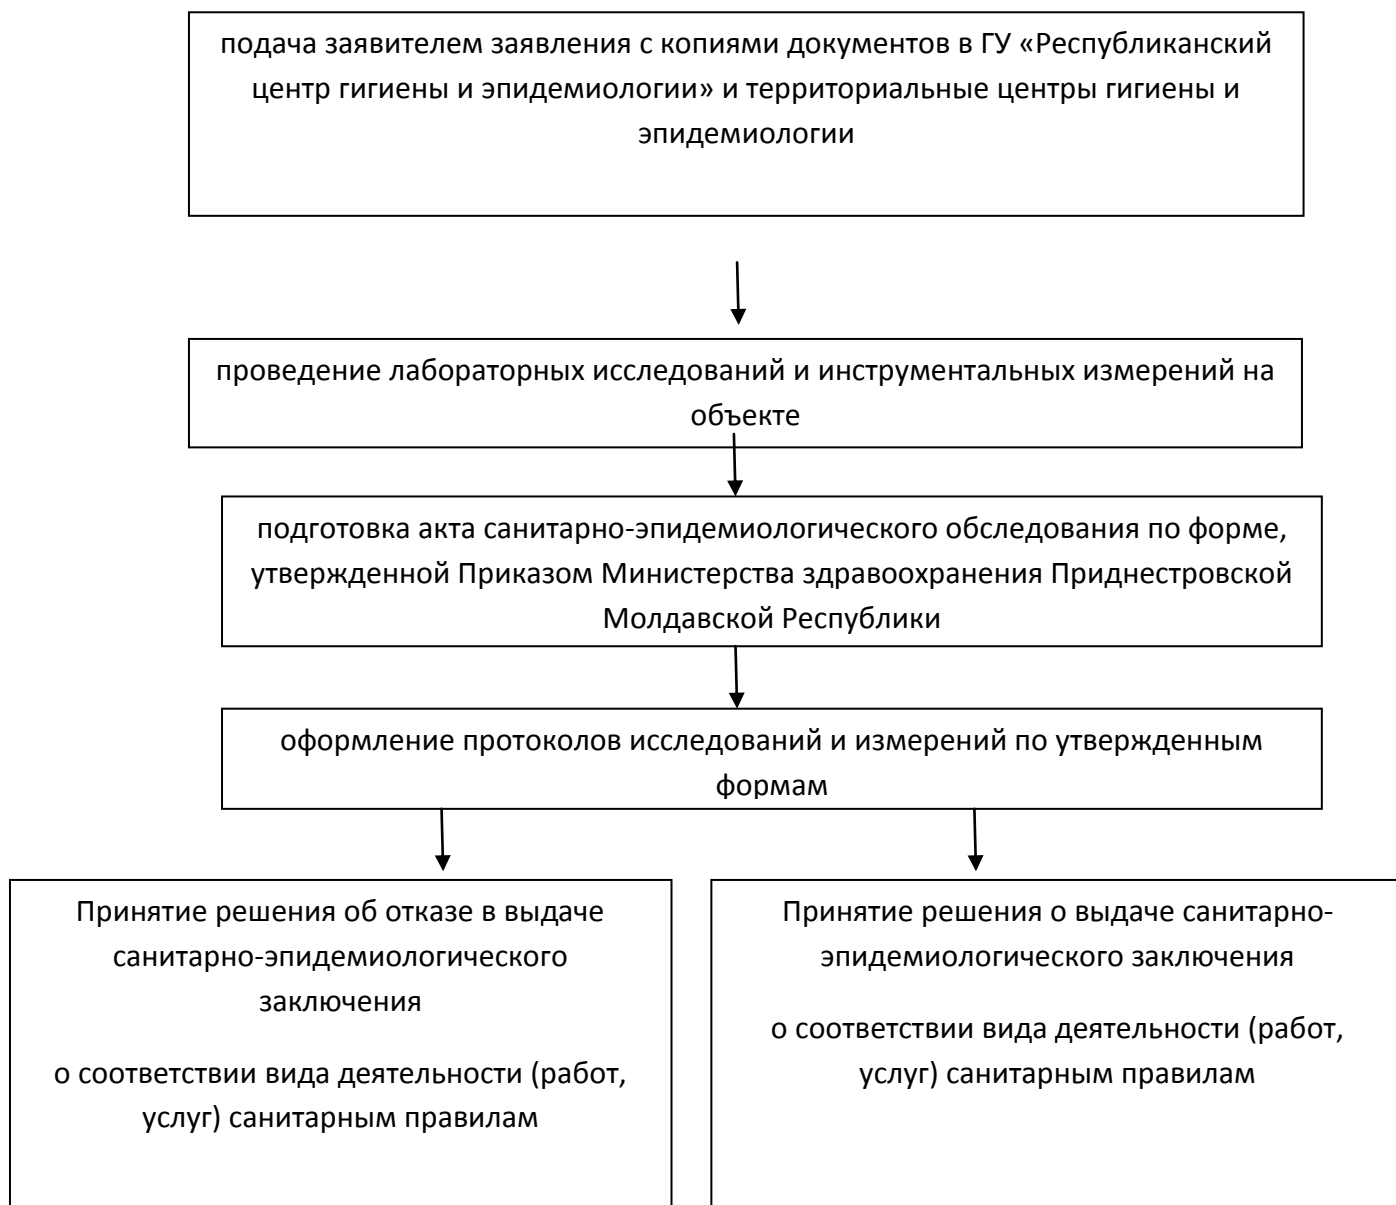 подача заявителем заявления с копиями документов в ГУ «Республиканский
центр гигиены и эпидемиологии» и территориальные центры гигиены и
эпидемиологии
проведение лабораторных исследований и инструментальных измерений на
объекте
подготовка акта санитарно-эпидемиологического обследования по форме,
утвержденной Приказом Министерства здравоохранения Приднестровской
Молдавской Республики
оформление протоколов исследований и измерений по утвержденным
формам
Принятие решения об отказе в выдаче
санитарно-эпидемиологического
заключения
о соответствии вида деятельности (работ,
услуг) санитарным правилам
Принятие решения о выдаче санитарно-
эпидемиологического заключения
о соответствии вида деятельности (работ,
услуг) санитарным правилам